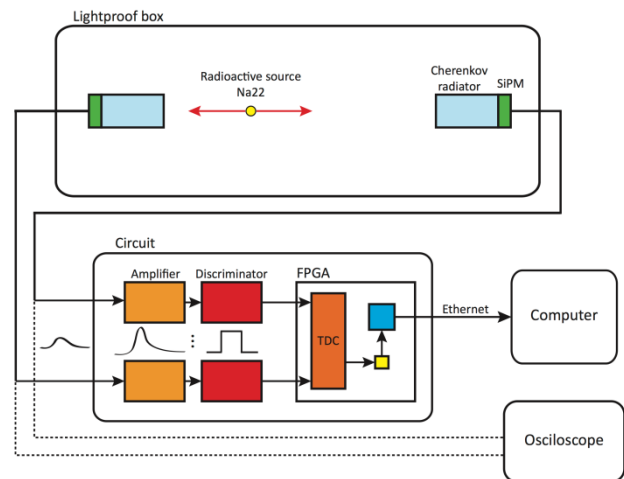 Lightproof box
Radioactive source
Na22
Cherenkov
radiator
SiPM
Circuit
Amplifier
Discriminator
FPGA
TDC
Ethernet
Computer
Osciloscope